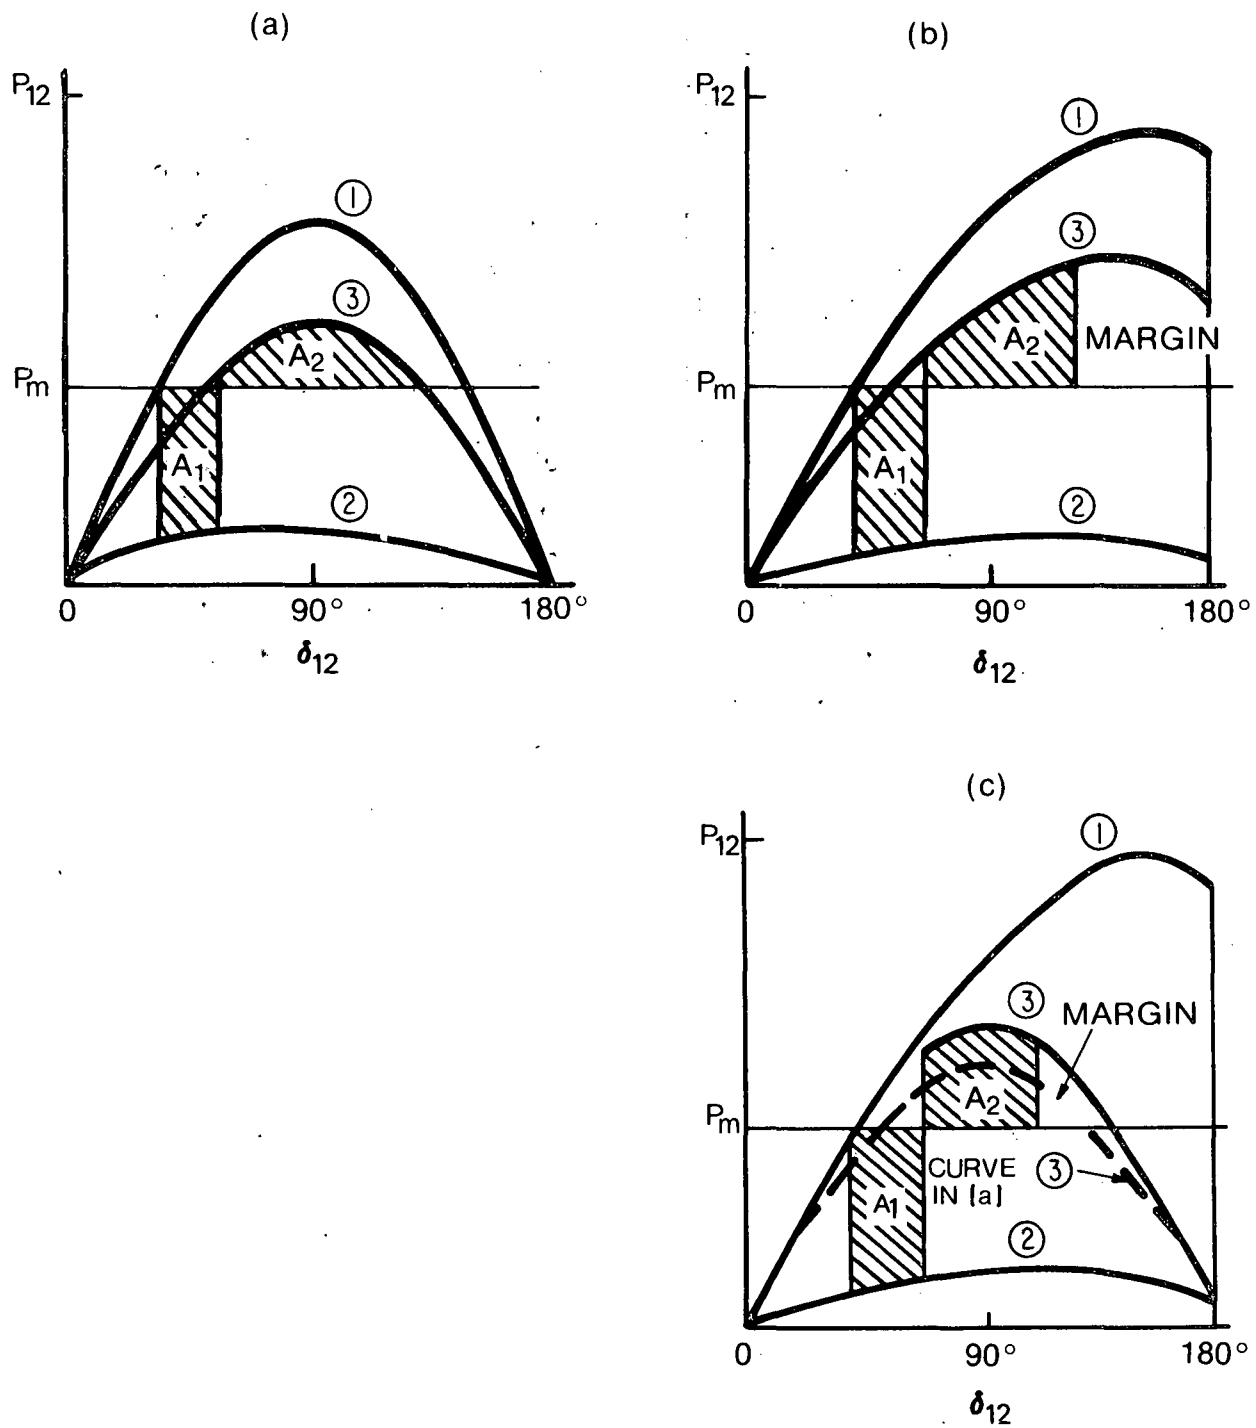 (a)
P12
①
③
A2
Pm
A1
②
0 90° 180°
δ12
(b)
P12
①
③
A2 MARGIN
Pm
A1
②
0 90° 180°
δ12
(c)
P12
①
③
MARGIN
A2
Pm
CURVE ③
IN [a]
A1
②
0 90° 180°
δ12